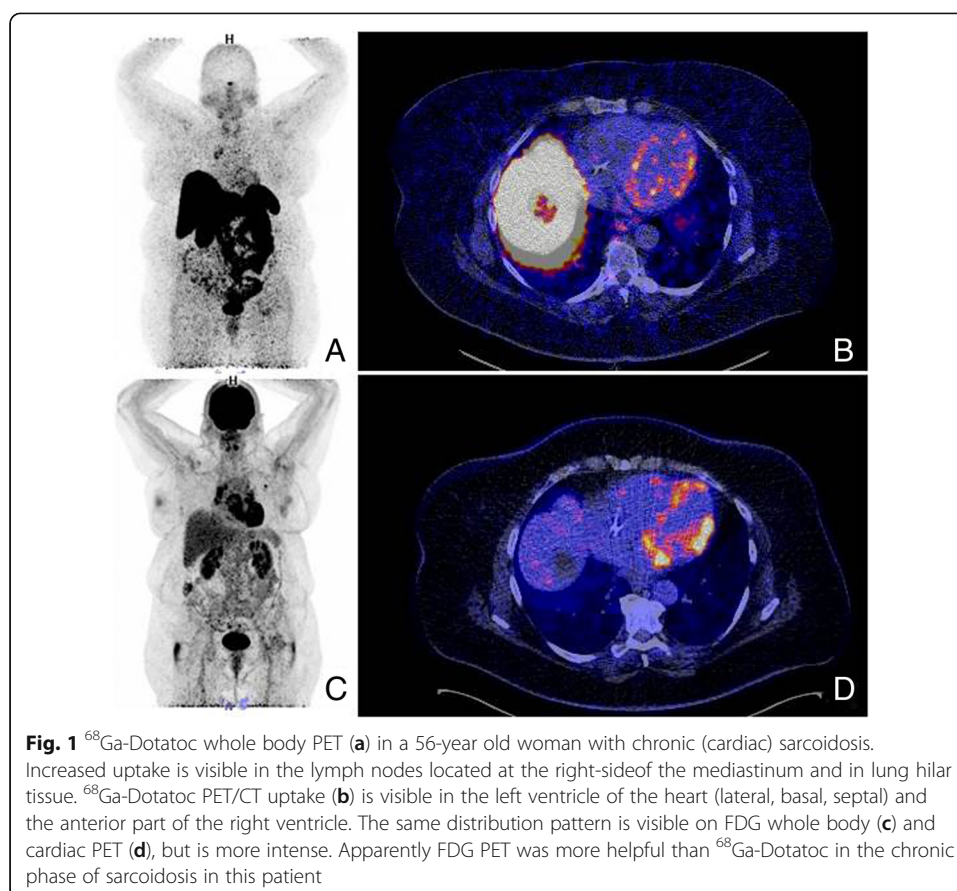 H
A
B
H
C
D
Fig. 1 ⁶⁸Ga-Dotatoc whole body PET (a) in a 56-year old woman with chronic (cardiac) sarcoidosis.
Increased uptake is visible in the lymph nodes located at the right-sideof the mediastinum and in lung hilar
tissue. ⁶⁸Ga-Dotatoc PET/CT uptake (b) is visible in the left ventricle of the heart (lateral, basal, septal) and
the anterior part of the right ventricle. The same distribution pattern is visible on FDG whole body (c) and
cardiac PET (d), but is more intense. Apparently FDG PET was more helpful than ⁶⁸Ga-Dotatoc in the chronic
phase of sarcoidosis in this patient